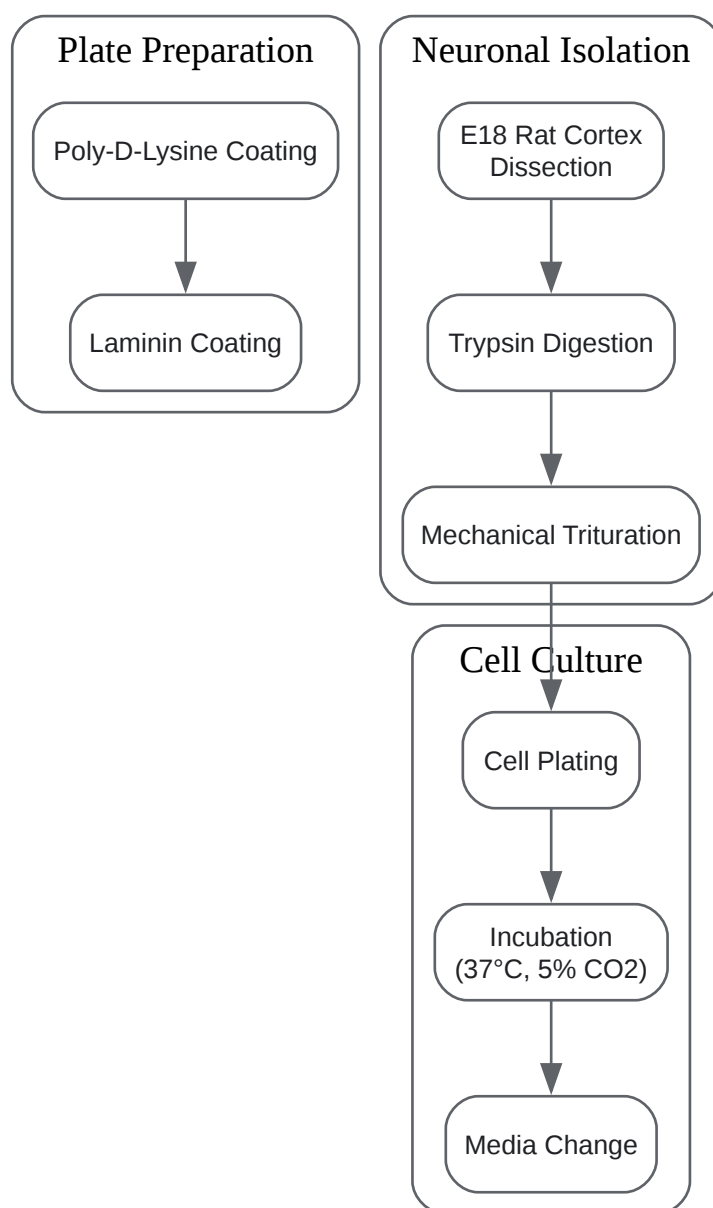 Plate Preparation
Poly-D-Lysine Coating
Laminin Coating
Neuronal Isolation
E18 Rat Cortex
Dissection
Trypsin Digestion
Mechanical Trituration
Cell Culture
Cell Plating
Incubation
(37°C, 5% CO2)
Media Change